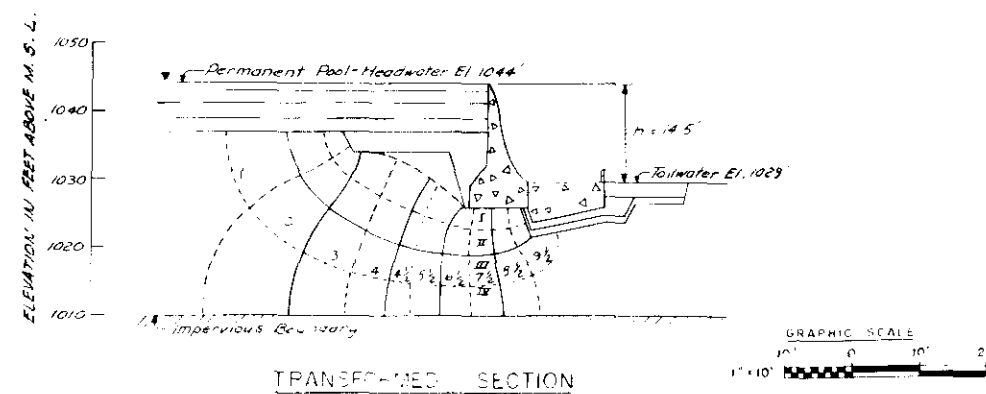 ELEVATION IN FEET ABOVE M. S. L.
1050
1040
1030
1020
1010
Permanent Pool-Headwater El. 1044'
h = 14.5'
Tailwater El. 1029'
1
2
3
4
4½
5½
6½
7½
8½
9½
I
II
III
IV
Impervious Boundary
TRANSFORMED SECTION
GRAPHIC SCALE
10' 0 10'
1" = 10'